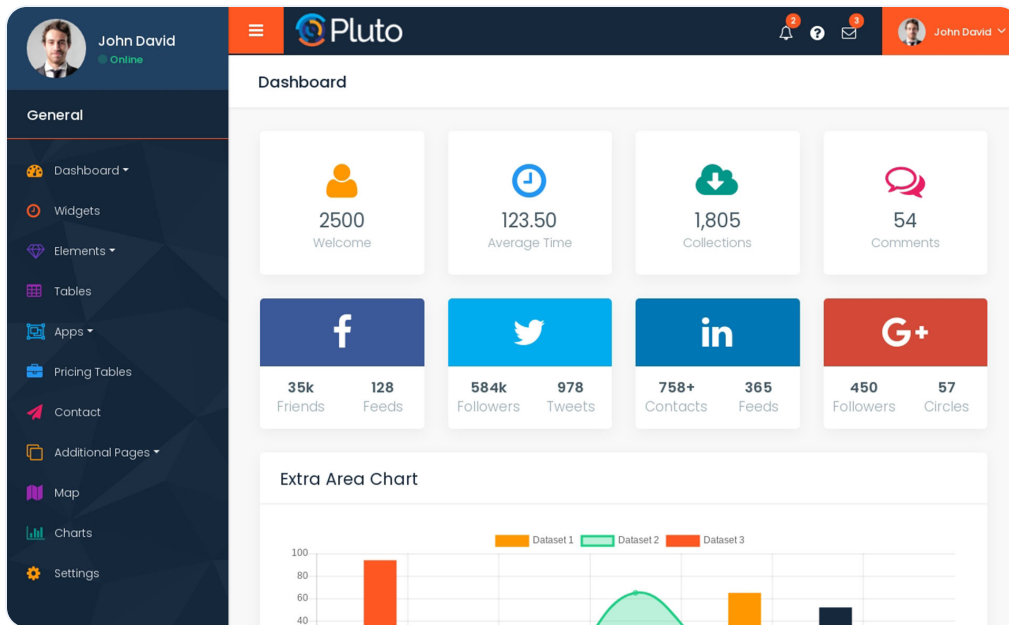 John David
Online
General
Dashboard
Widgets
Elements
Tables
Apps
Pricing Tables
Contact
Additional Pages
Map
Charts
Settings
Pluto
2
3
John David
Dashboard
2500
Welcome
123.50
Average Time
1,805
Collections
54
Comments
f
in
G+
35k 128
Friends Feeds
584k 978
Followers Tweets
758+ 365
Contacts Feeds
450 57
Followers Circles
Extra Area Chart
Dataset 1 Dataset 2 Dataset 3
100
80
60
40